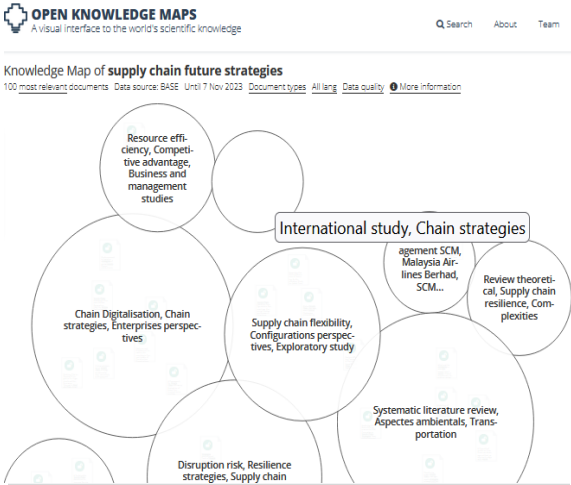 OPEN KNOWLEDGE MAPS
A visual interface to the world's scientific knowledge
Search About Team
Knowledge Map of supply chain future strategies
100 most relevant documents Data source: BASE Until 7 Nov 2023 Document types All lang Data quality More information
Resource effi-
ciency, Competi-
tive advantage,
Business and
management
studies
International study, Chain strategies
agement SCM,
Malaysia Air-
lines Berhad,
SCM...
Review theoreti-
cal, Supply chain
resilience, Com-
plexities
Chain Digitalisation, Chain
strategies, Enterprises perspec-
tives
Supply chain flexibility,
Configurations perspec-
tives, Exploratory study
Systematic literature review,
Aspectes ambientals, Trans-
portation
Disruption risk, Resilience
strategies, Supply chain